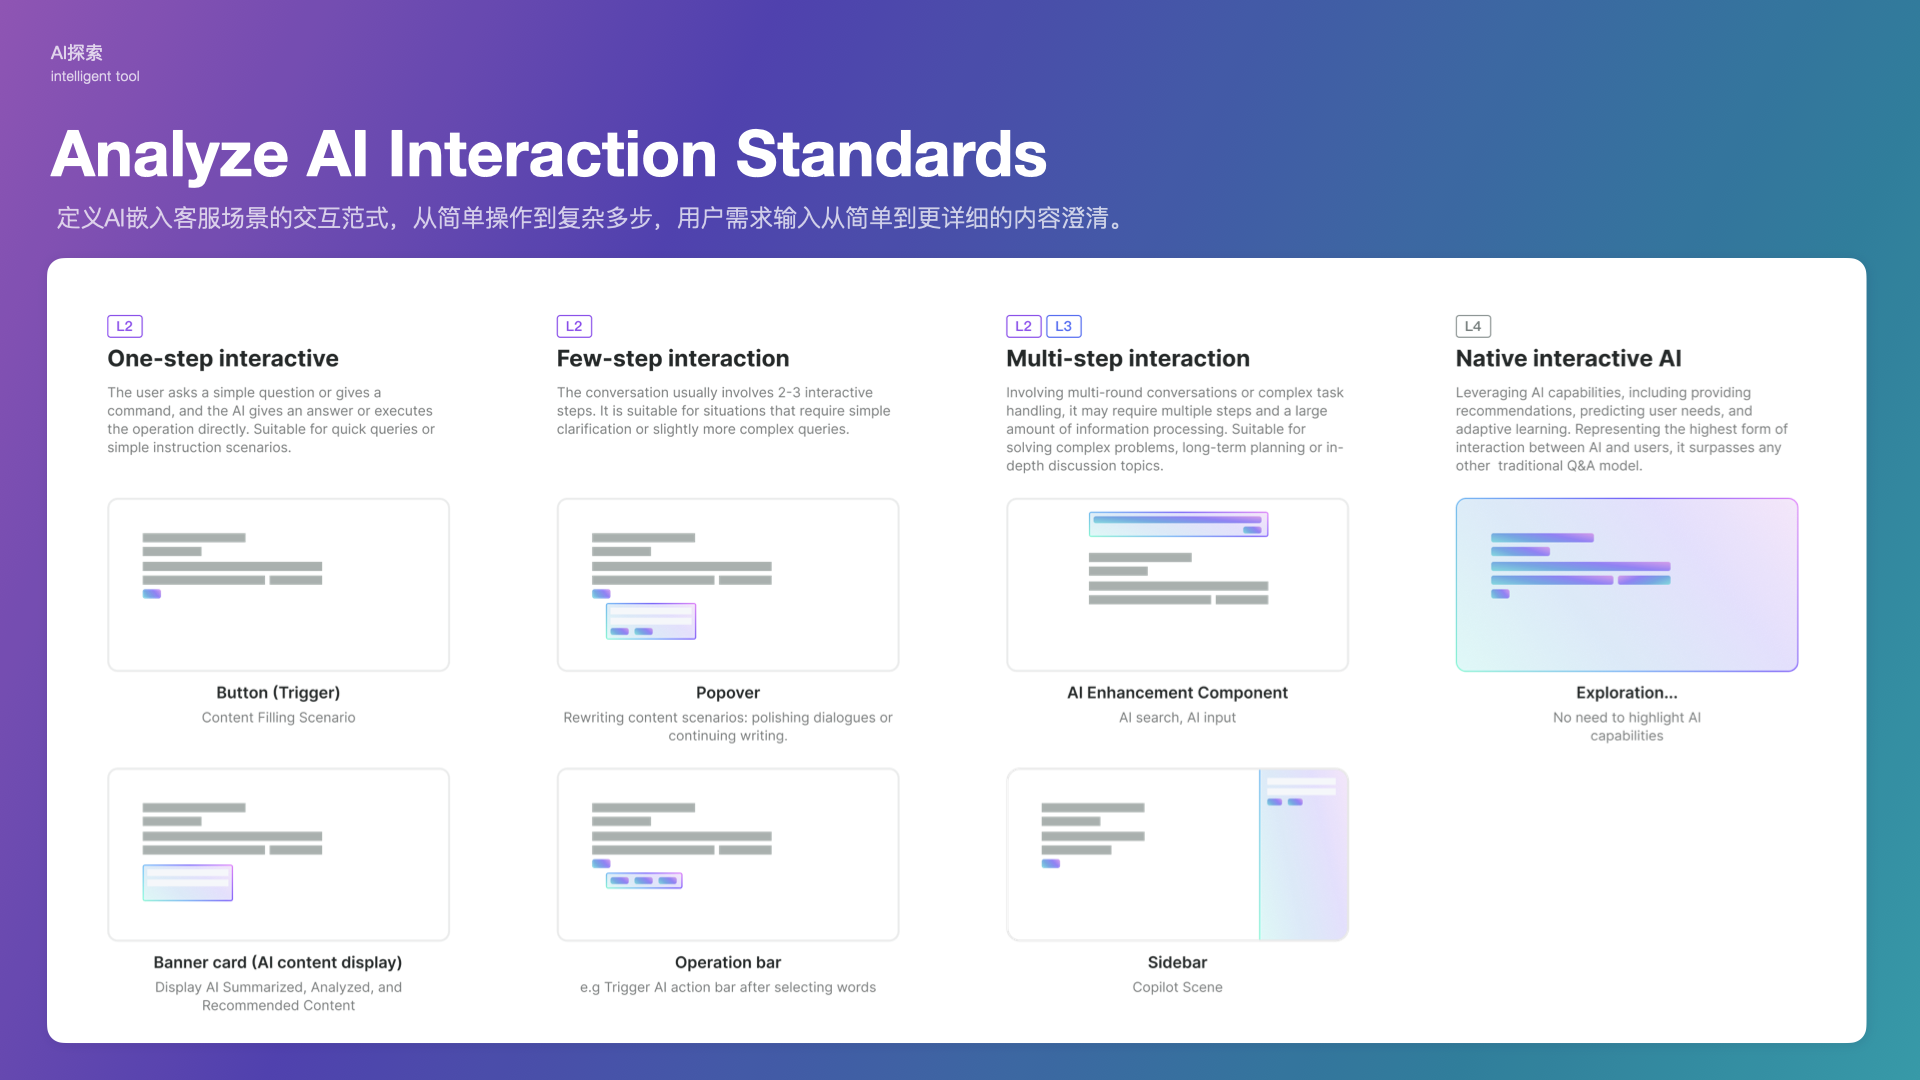 AI探索
intelligent tool
Analyze AI Interaction Standards
定义AI嵌入客服场景的交互范式，从简单操作到复杂多步，用户需求输入从简单到更详细的内容澄清。
L2
One-step interactive
The user asks a simple question or gives a
command, and the AI gives an answer or executes
the operation directly. Suitable for quick queries or
simple instruction scenarios.
Button (Trigger)
Content Filling Scenario
Banner card (AI content display)
Display AI Summarized, Analyzed, and
Recommended Content
L2
Few-step interaction
The conversation usually involves 2-3 interactive
steps. It is suitable for situations that require simple
clarification or slightly more complex queries.
Popover
Rewriting content scenarios: polishing dialogues or
continuing writing.
Operation bar
e.g Trigger AI action bar after selecting words
L2 L3
Multi-step interaction
Involving multi-round conversations or complex task
handling, it may require multiple steps and a large
amount of information processing. Suitable for
solving complex problems, long-term planning or in-
depth discussion topics.
AI Enhancement Component
AI search, AI input
Sidebar
Copilot Scene
L4
Native interactive AI
Leveraging AI capabilities, including providing
recommendations, predicting user needs, and
adaptive learning. Representing the highest form of
interaction between AI and users, it surpasses any
other  traditional Q&A model.
Exploration...
No need to highlight AI
capabilities